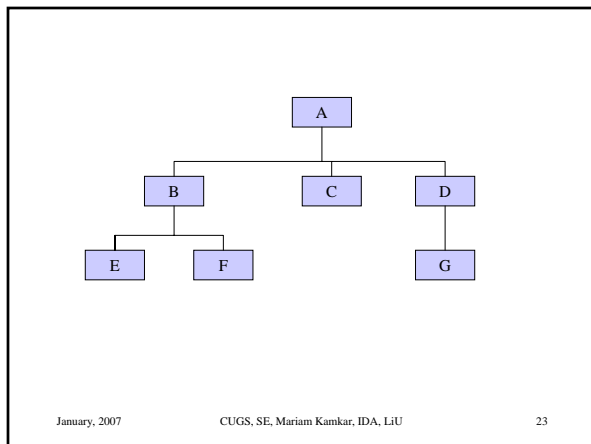 A
B C D
E F G
January, 2007 CUGS, SE, Mariam Kamkar, IDA, LiU 23